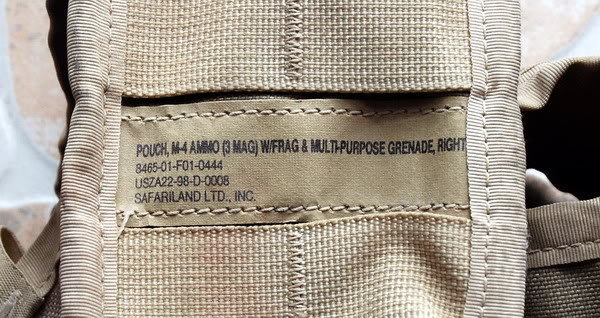 POUCH, M-4 AMMO (3 MAG) W/FRAG & MULTI-PURPOSE GRENADE, RIGHT
8465-01-F01-0444
USZA22-98-D-0008
SAFARILAND LTD., INC.